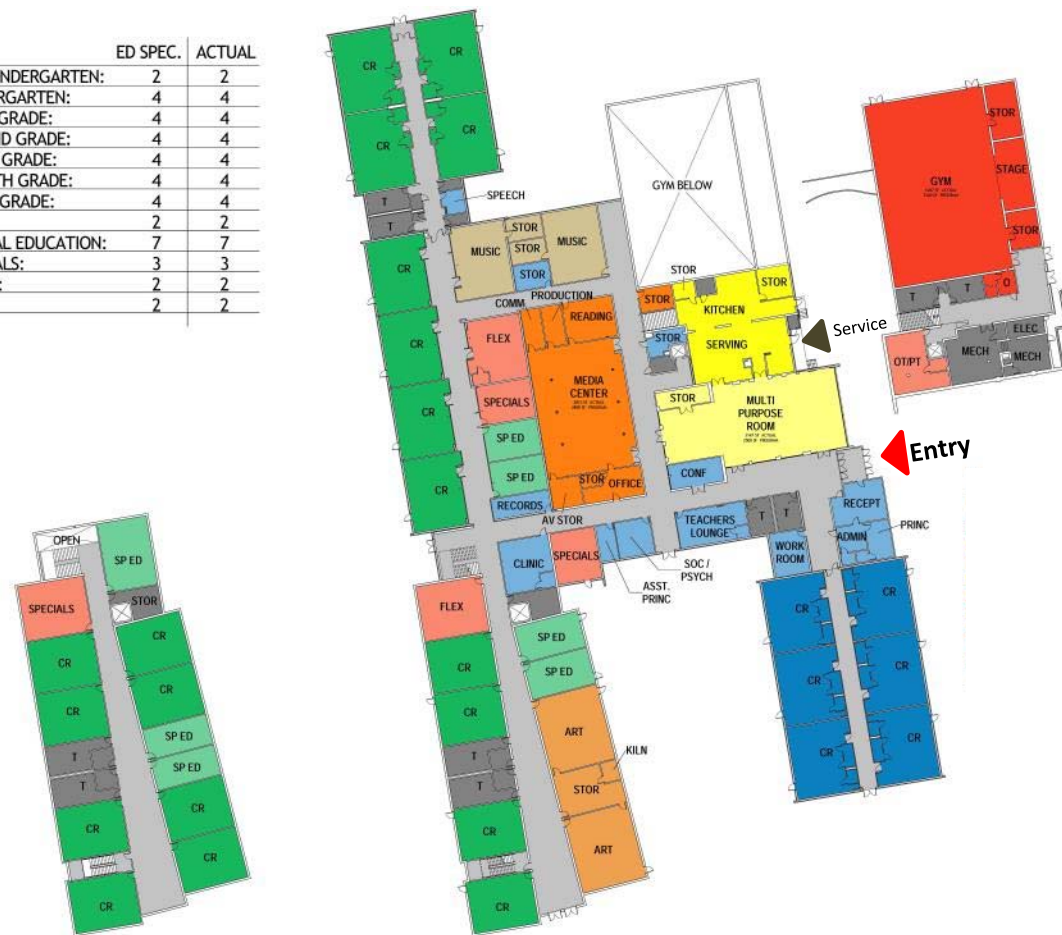 ED SPEC. ACTUAL
NDERGARTEN: 2 2
RGARTEN: 4 4
GRADE: 4 4
ND GRADE: 4 4
GRADE: 4 4
TH GRADE: 4 4
GRADE: 4 4
2 2
AL EDUCATION: 7 7
ALS: 3 3
: 2 2
2 2
CR
CR
CR
CR
T
T
SPEECH
GYM BELOW
MUSIC
STOR
STOR
STOR
MUSIC
CR
CR
CR
CR
COMM
PRODUCTION
READING
FLEX
SPECIALS
SP ED
SP ED
RECORDS
MEDIA
CENTER
STOR
OFFICE
AV STOR
STOR
STOR
STOR
KITCHEN
STOR
SERVING
Service
STOR
MULTI
PURPOSE
ROOM
CONF
Entry
GYM
STOR
STAGE
STOR
T
T
O
OT/PT
MECH
ELEC
MECH
CLINIC
SPECIALS
ASST.
PRINC
SOC /
PSYCH
TEACHERS
LOUNGE
T
T
WORK
ROOM
RECEPT
ADMIN
PRINC
CR
CR
CR
CR
CR
CR
FLEX
SP ED
SP ED
CR
CR
T
T
CR
CR
ART
KILN
STOR
ART
OPEN
SP ED
STOR
SPECIALS
CR
CR
CR
CR
SP ED
SP ED
T
T
CR
CR
CR
CR